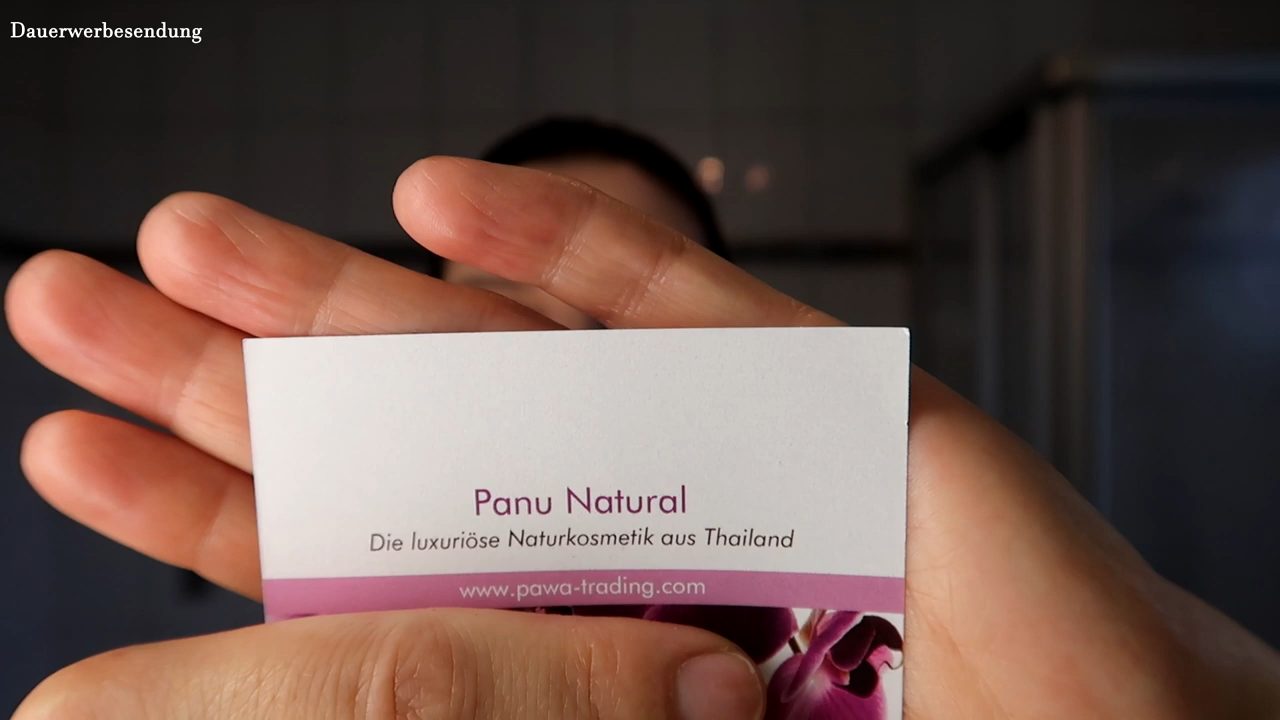 Dauerwerbesendung
Panu Natural
Die luxuriöse Naturkosmetik aus Thailand
www.pawa-trading.com